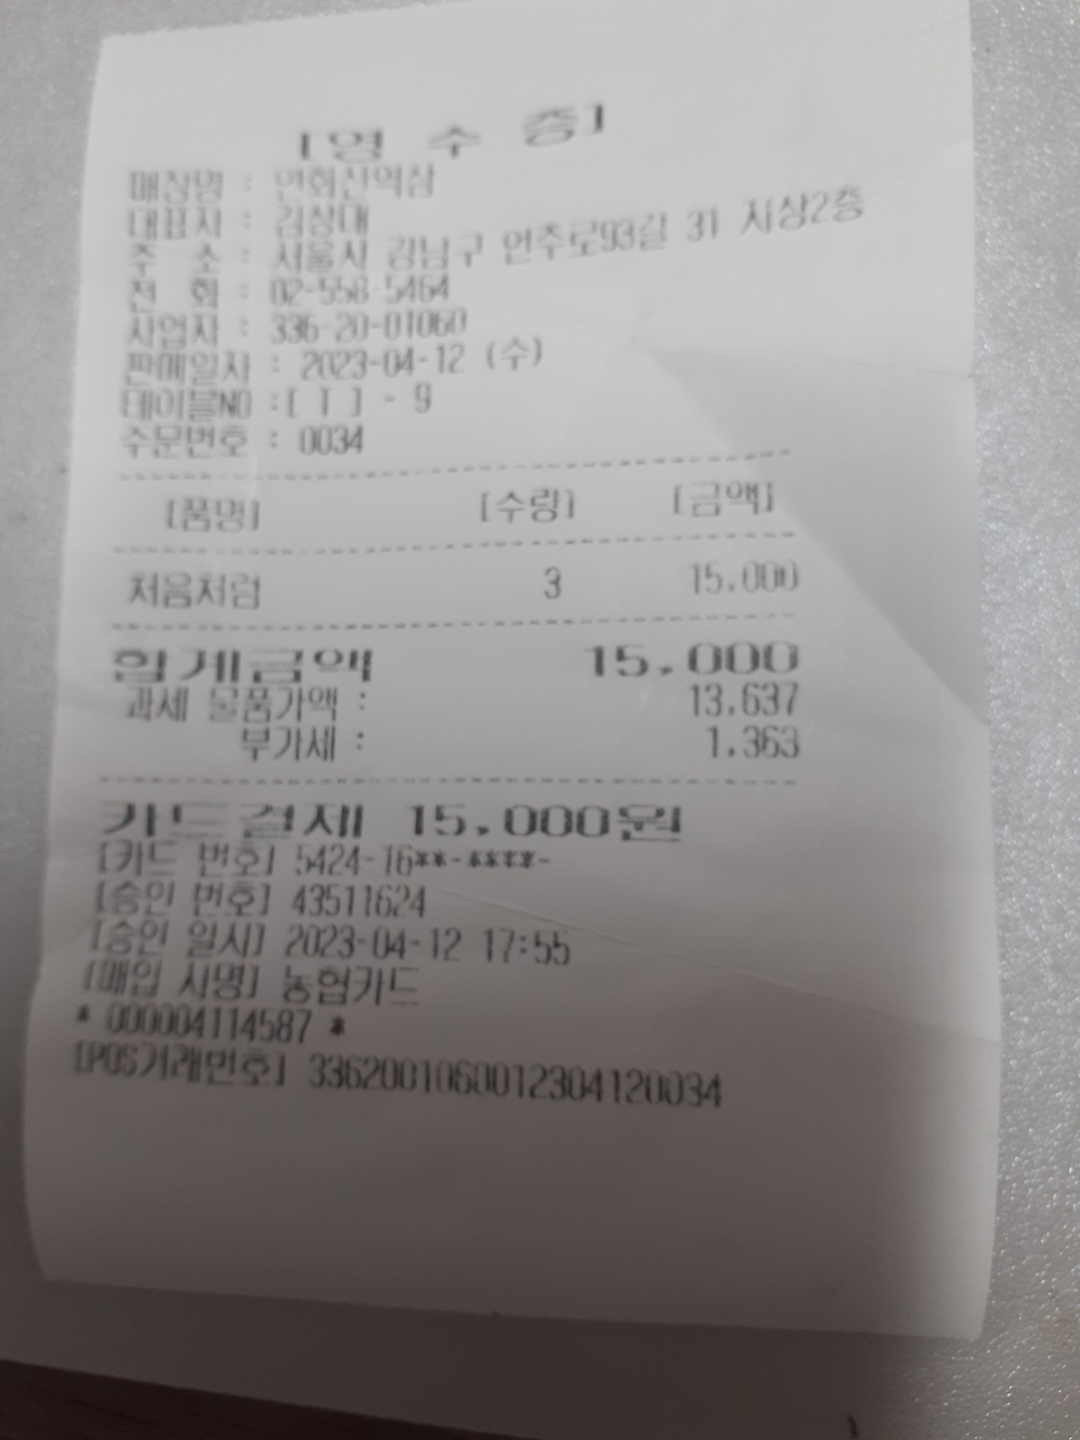 [영 수 증]
매장명 : 연화산역삼
대표자 : 김상대
주 소 : 서울시 강남구 언주로93길 31 지상2층
전 화 : 02-558-5464
사업자 : 336-20-01060
판매일자 : 2023-04-12 (수)
테이블NO :[ 1 ] - 9
주문번호 : 0034
[품명] [수량] [금액]
처음처럼 3 15,000
합계금액 15,000
과세 물품가액 : 13,637
부가세 : 1,363
카드결제 15,000원
[카드 번호] 5424-16**-****-
[승인 번호] 43511624
[승인 일시] 2023-04-12 17:55
[매입 사명] 농협카드
* 000004114587 *
[POS거래번호] 3362001060012304120034